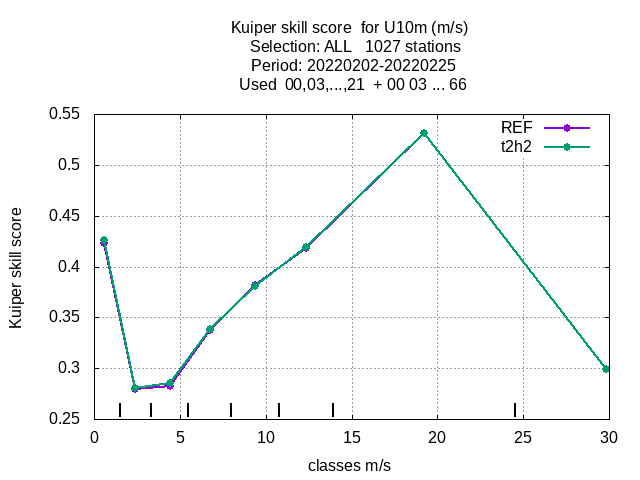 Kuiper skill score  for U10m (m/s)
Selection: ALL   1027 stations
Period: 20220202-20220225
Used  00,03,...,21  + 00 03 ... 66
REF
t2h2
0.55
0.5
0.45
0.4
0.35
0.3
0.25
Kuiper skill score
0 5 10 15 20 25 30
classes m/s